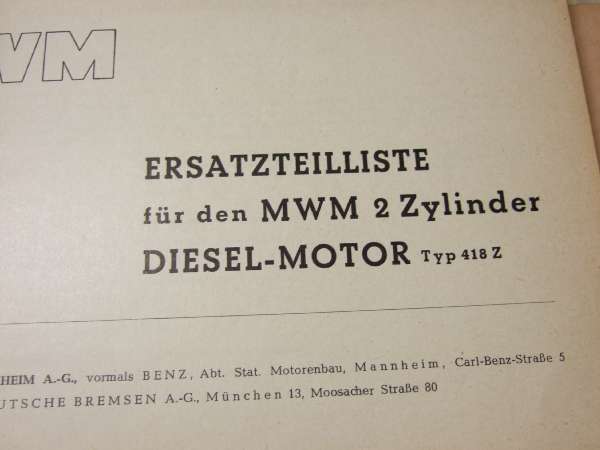 WM
ERSATZTEILLISTE
für den MWM 2 Zylinder
DIESEL-MOTOR Typ 418 Z
HEIM A.-G., vormals BENZ, Abt. Stat. Motorenbau, Mannheim, Carl-Benz-Straße 5
UTSCHE BREMSEN A.-G., München 13, Moosacher Straße 80